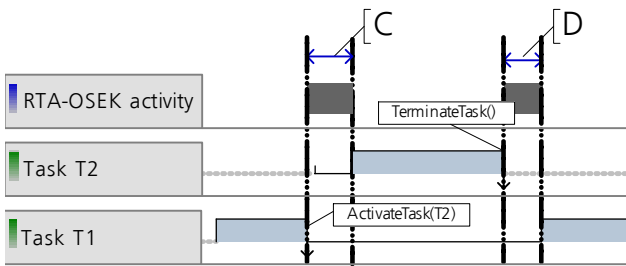 C
D
RTA-OSEK activity
TerminateTask()
Task T2
ActivateTask(T2)
Task T1